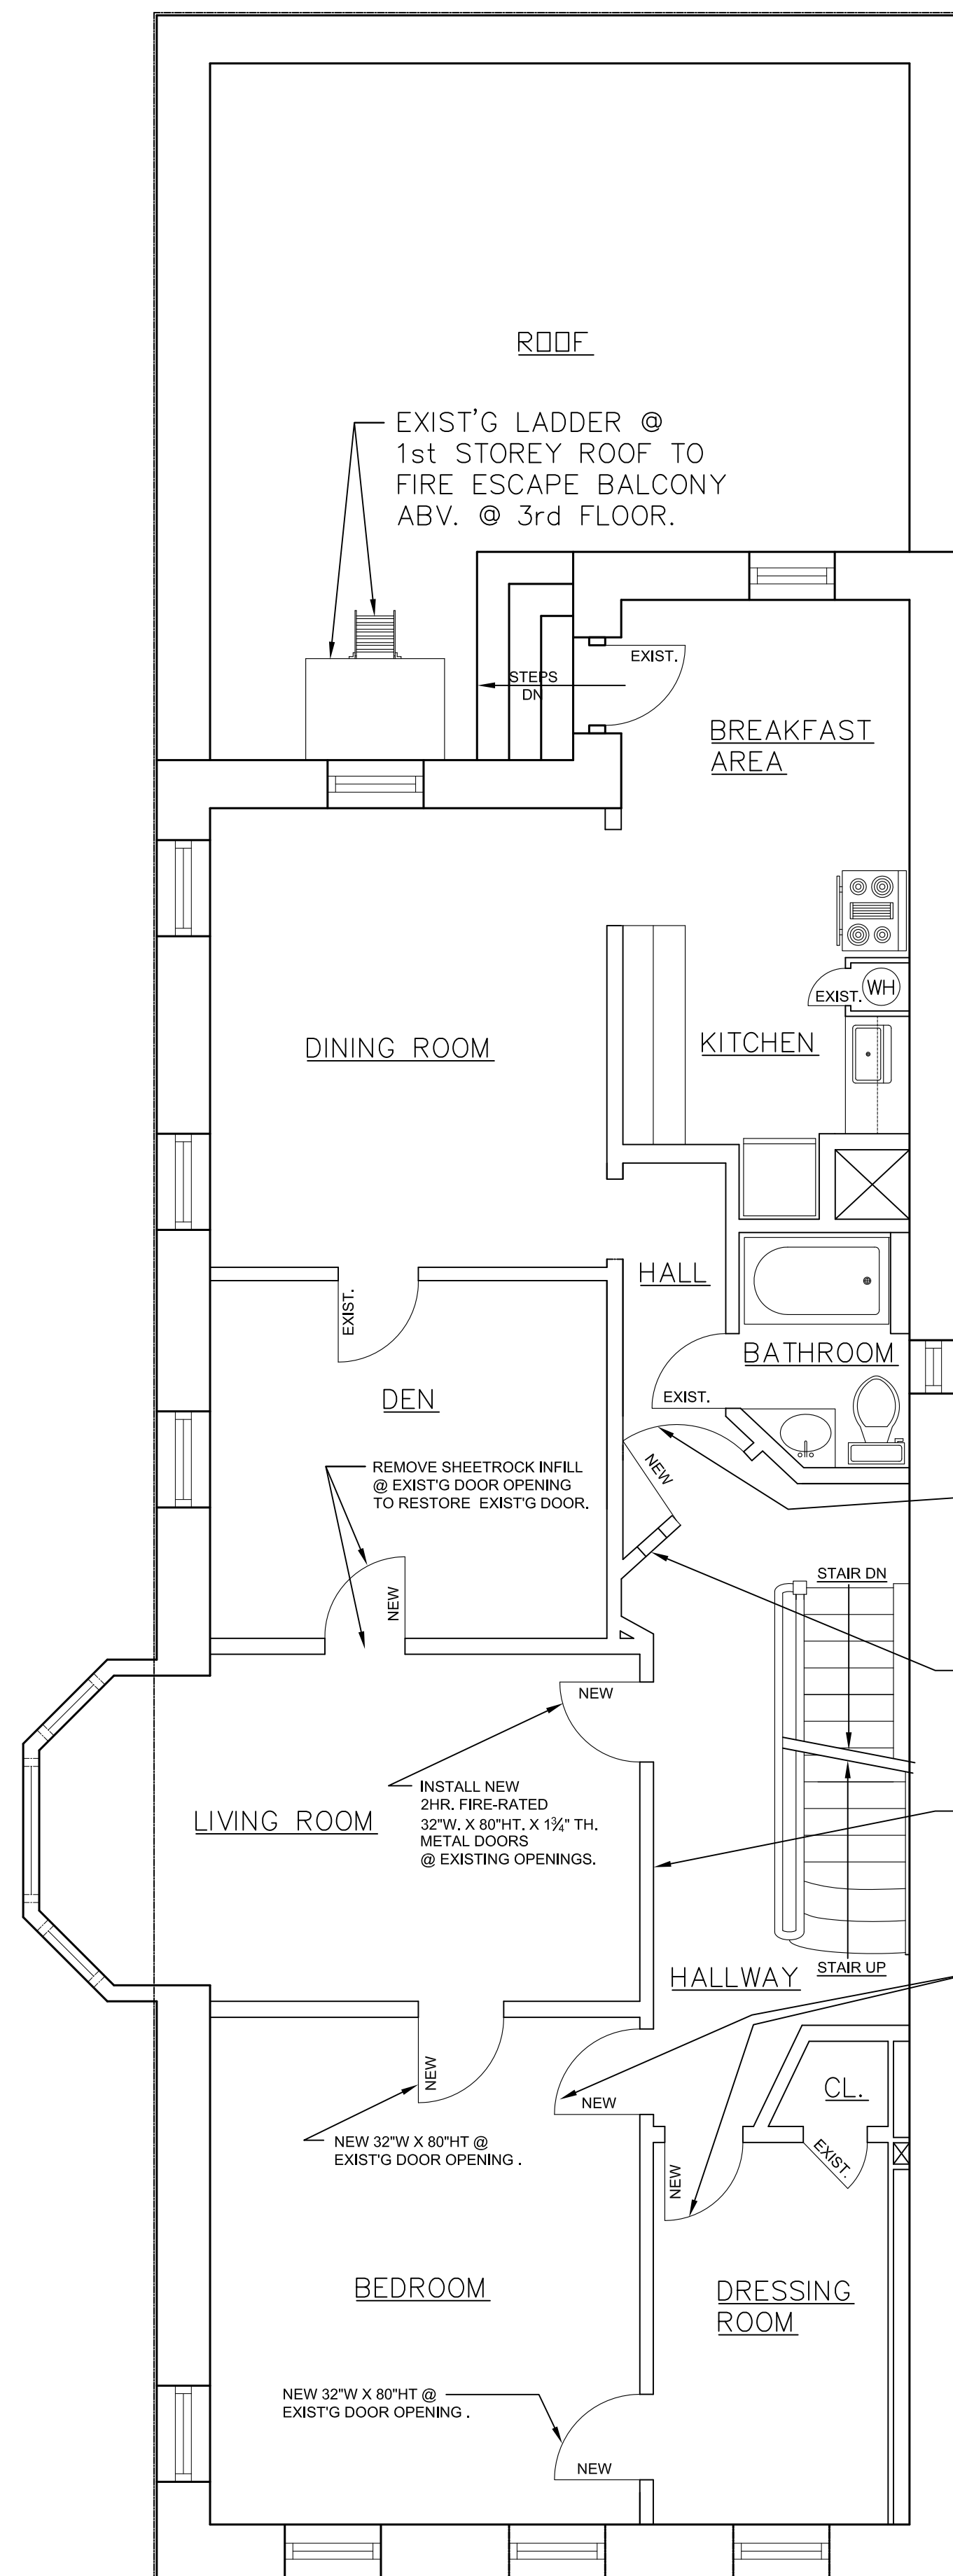 ROOF
EXIST'G LADDER @
1st STOREY ROOF TO
FIRE ESCAPE BALCONY
ABV. @ 3rd FLOOR.
EXIST.
STEPS
DN
BREAKFAST
AREA
EXIST.
WH
DINING ROOM
KITCHEN
HALL
EXIST.
BATHROOM
DEN
EXIST.
REMOVE SHEETROCK INFILL
@ EXIST'G DOOR OPENING
TO RESTORE EXIST'G DOOR.
NEW
STAIR DN
NEW
NEW
INSTALL NEW
2HR. FIRE-RATED
32"W. X 80"HT. X 1¾" TH.
METAL DOORS
@ EXISTING OPENINGS.
LIVING ROOM
HALLWAY
STAIR UP
NEW
NEW
CL.
NEW 32"W X 80"HT @
EXIST'G DOOR OPENING .
NEW
EXIST.
BEDROOM
DRESSING
ROOM
NEW 32"W X 80"HT @
EXIST'G DOOR OPENING .
NEW